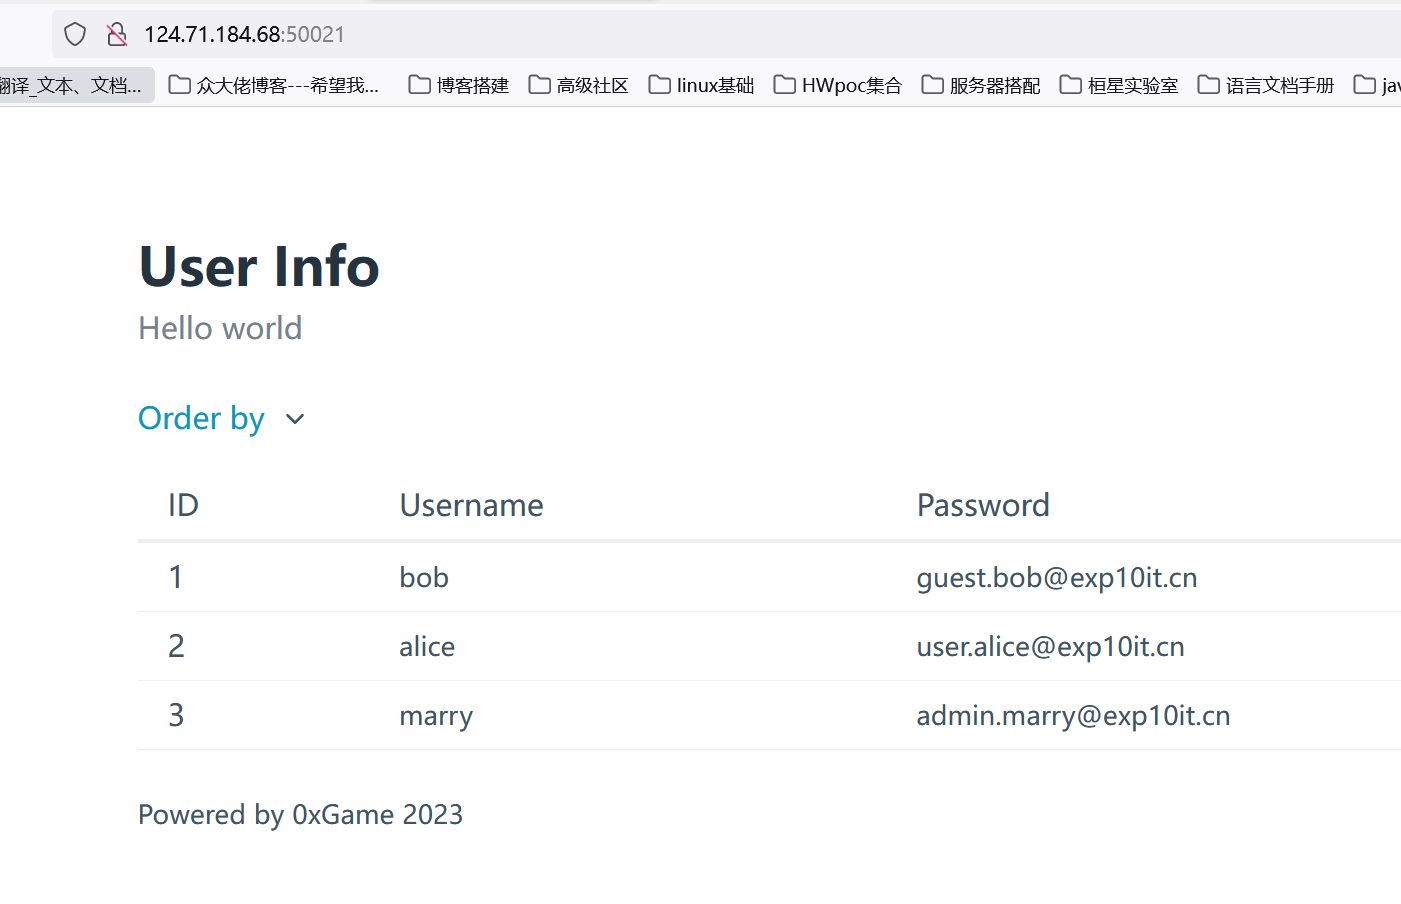 124.71.184.68:50021
翻译_文本、文档... 众大佬博客---希望我... 博客搭建 高级社区 linux基础 HWpoc集合 服务器搭配 桓星实验室 语言文档手册 jav
User Info
Hello world
Order by
ID Username Password
1 bob guest.bob@exp10it.cn
2 alice user.alice@exp10it.cn
3 marry admin.marry@exp10it.cn
Powered by 0xGame 2023